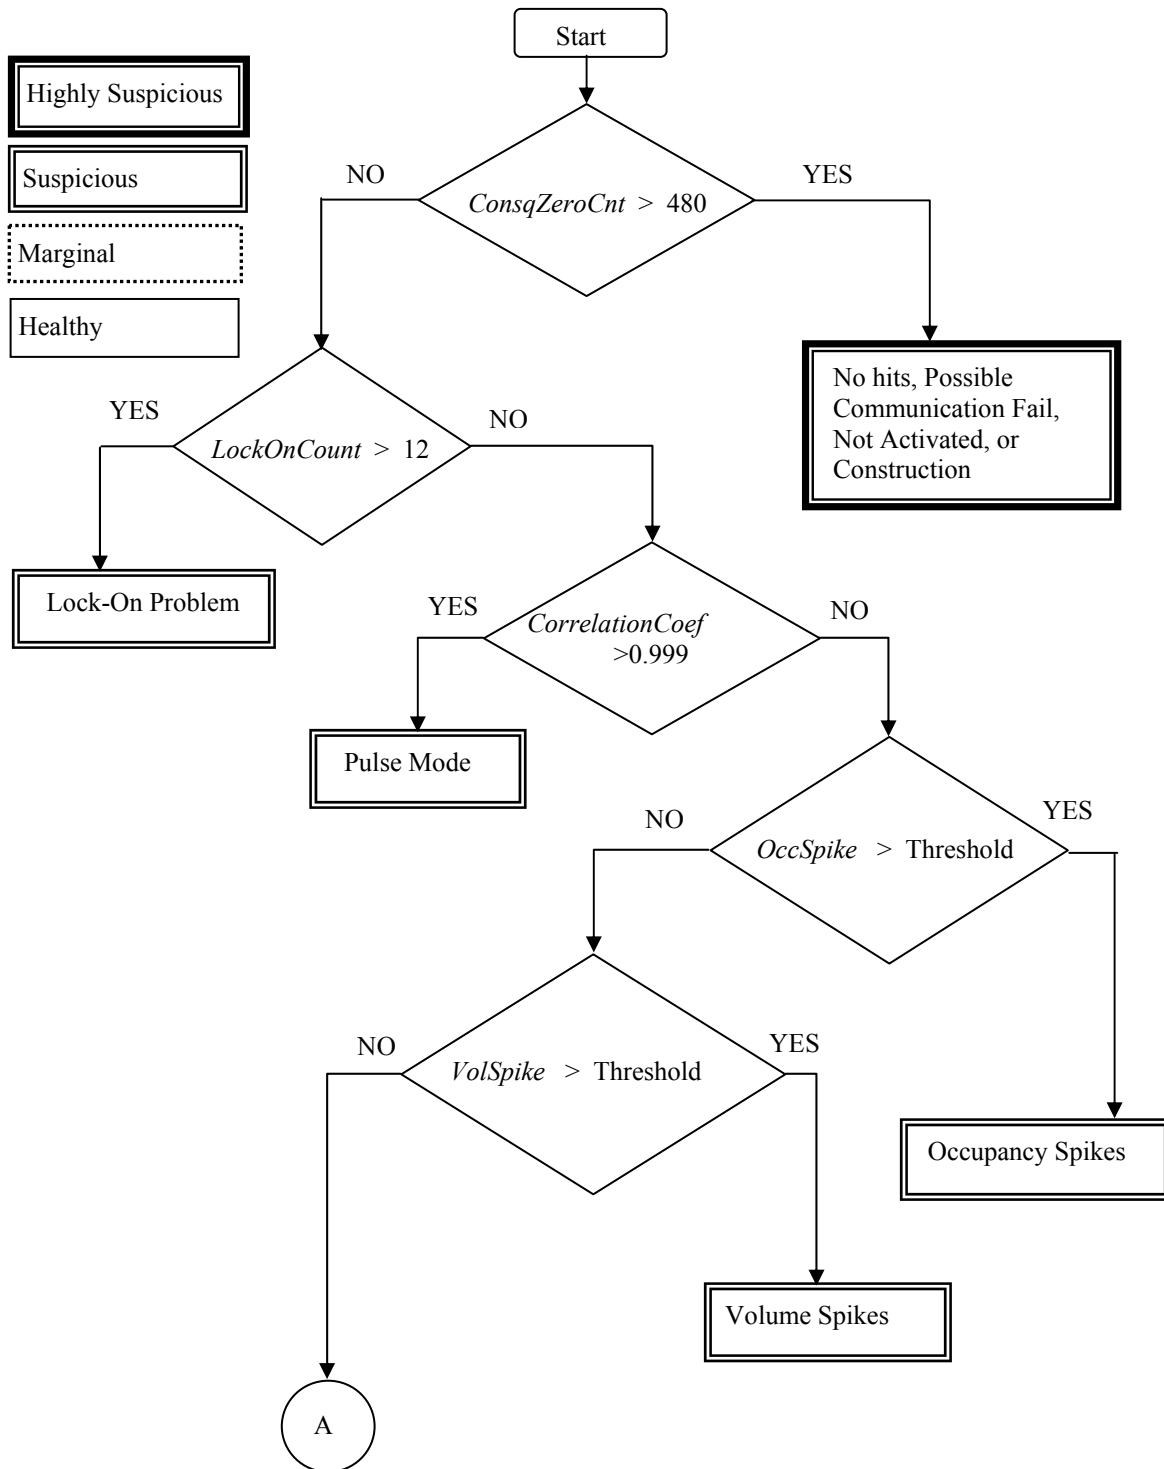 Start
Highly Suspicious
Suspicious
Marginal
Healthy
NO
YES
ConsqZeroCnt > 480
No hits, Possible
Communication Fail,
Not Activated, or
Construction
YES
NO
LockOnCount > 12
Lock-On Problem
YES
NO
CorrelationCoef
>0.999
Pulse Mode
NO
YES
OccSpike > Threshold
NO
YES
VolSpike > Threshold
Occupancy Spikes
Volume Spikes
A